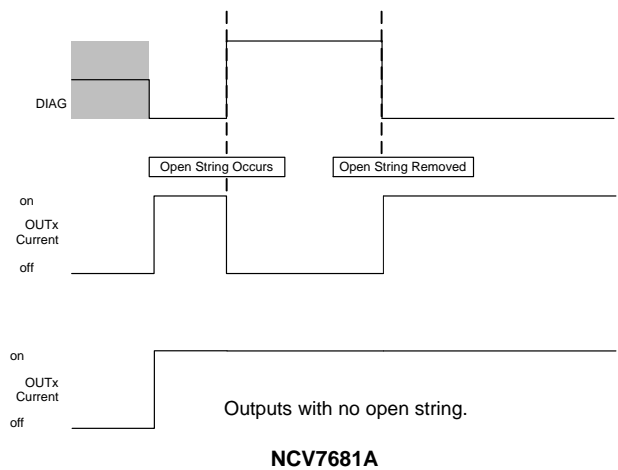 DIAG
Open String Occurs
Open String Removed
on
OUTx
Current
off
on
OUTx
Current
off
Outputs with no open string.
NCV7681A